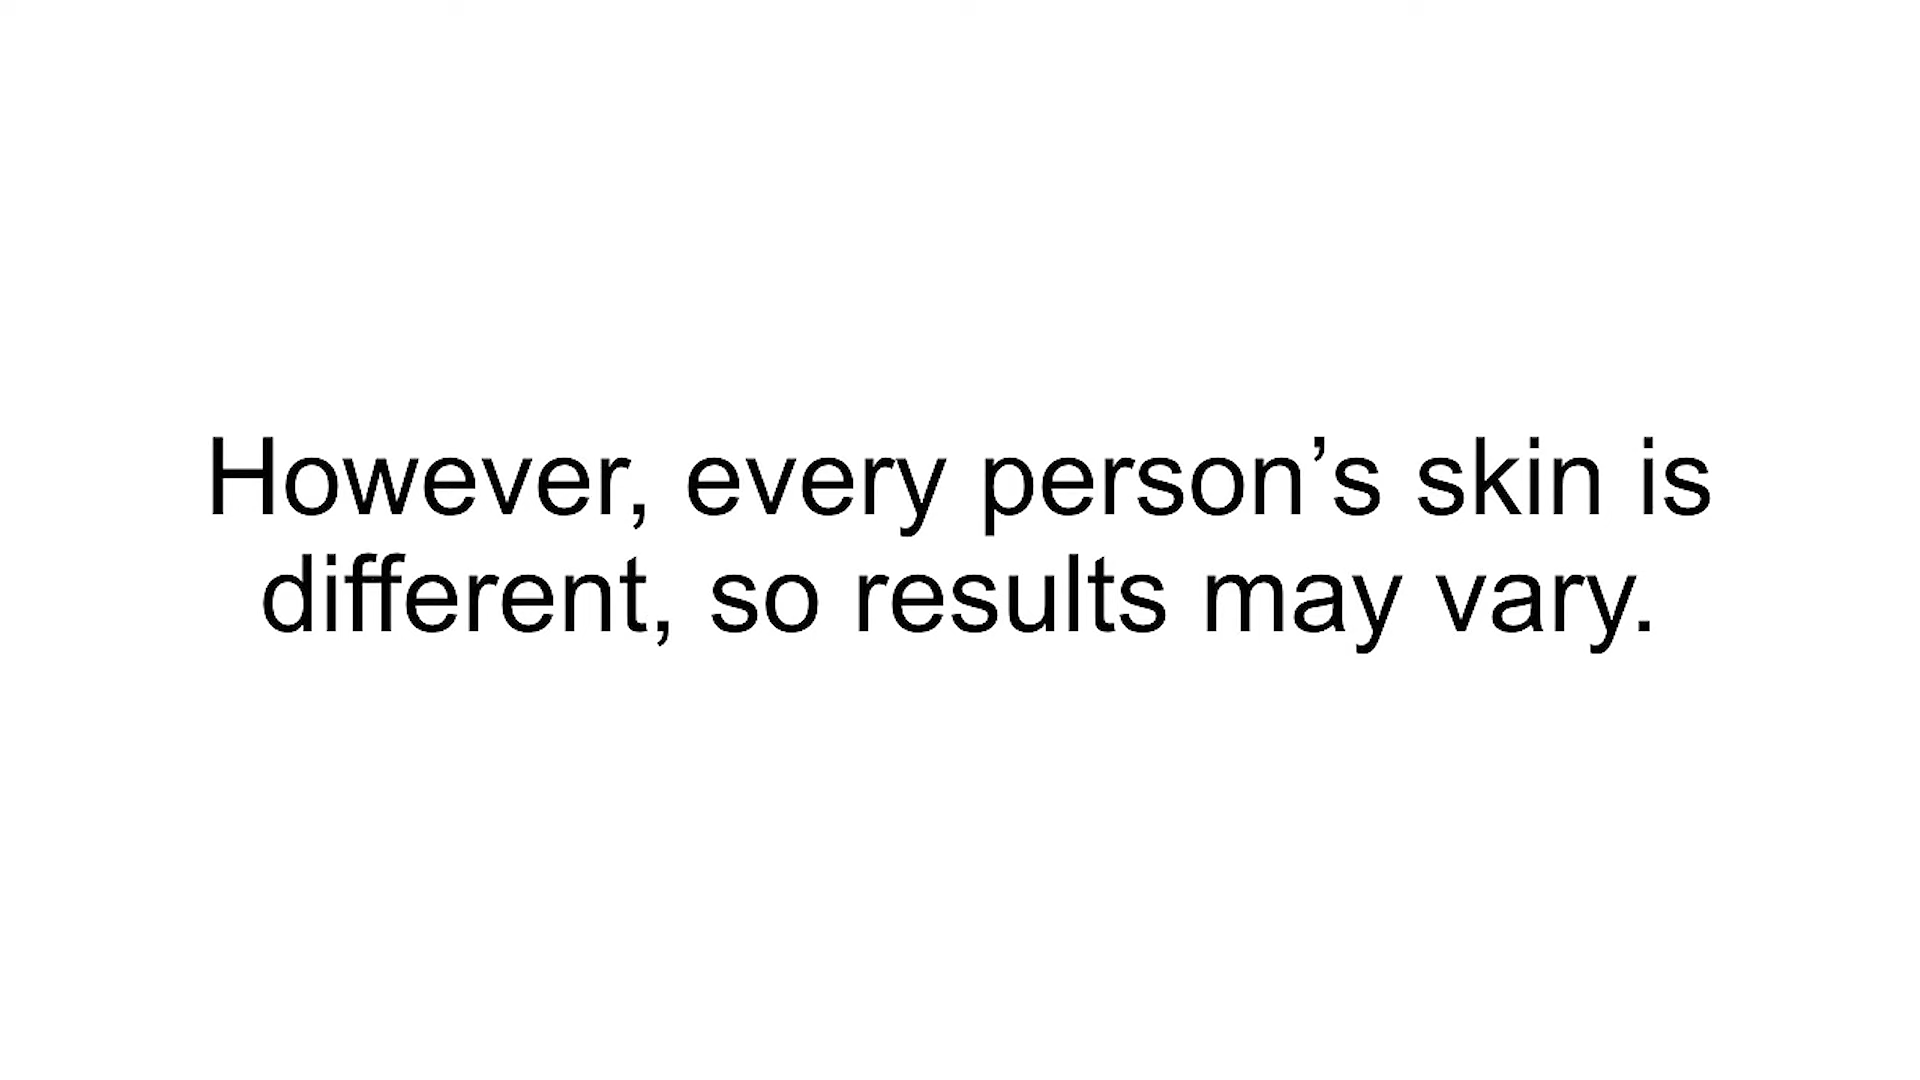 However, every person’s skin is
different, so results may vary.